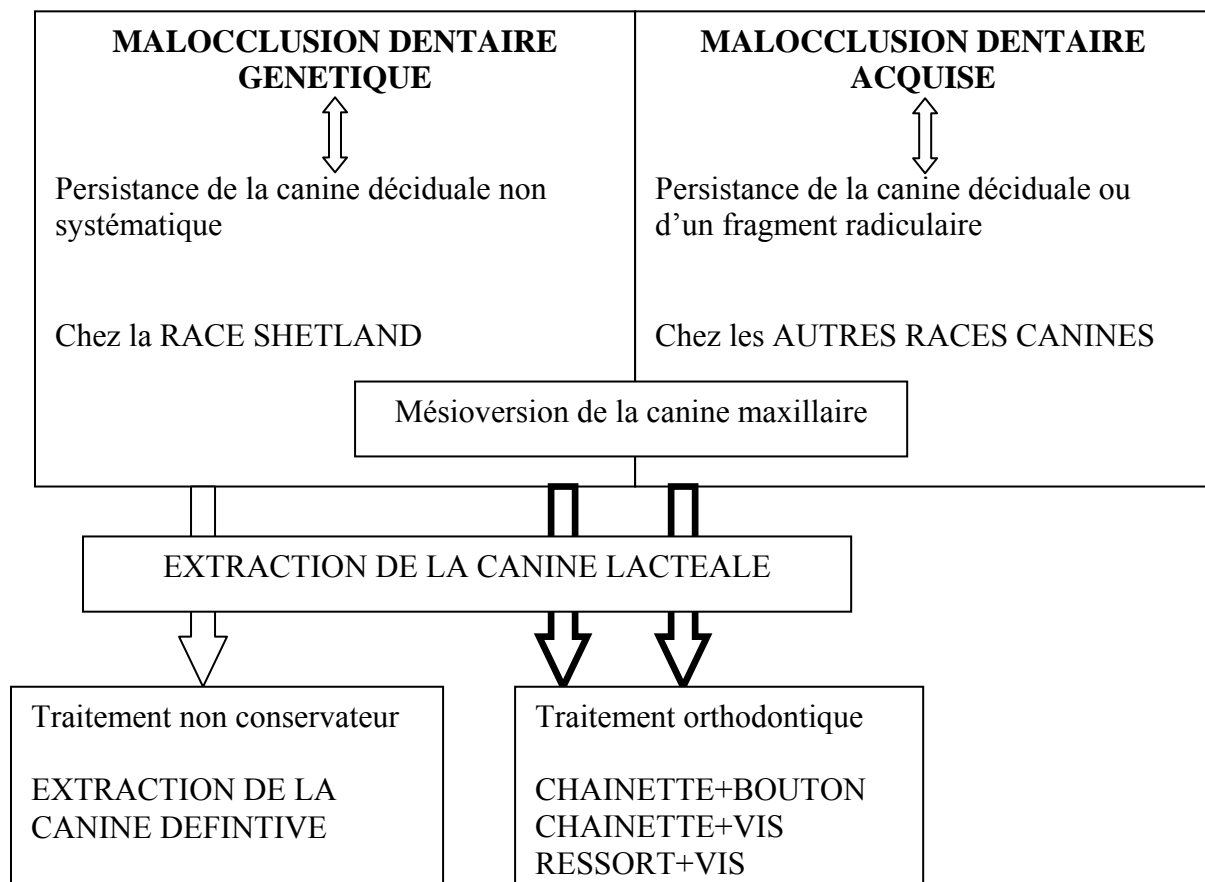 MALOCCLUSION DENTAIRE
GENETIQUE
Persistance de la canine déciduale non
systématique
Chez la RACE SHETLAND
MALOCCLUSION DENTAIRE
ACQUISE
Persistance de la canine déciduale ou
d’un fragment radiculaire
Chez les AUTRES RACES CANINES
Mésioversion de la canine maxillaire
EXTRACTION DE LA CANINE LACTEALE
Traitement non conservateur
EXTRACTION DE LA
CANINE DEFINTIVE
Traitement orthodontique
CHAINETTE+BOUTON
CHAINETTE+VIS
RESSORT+VIS